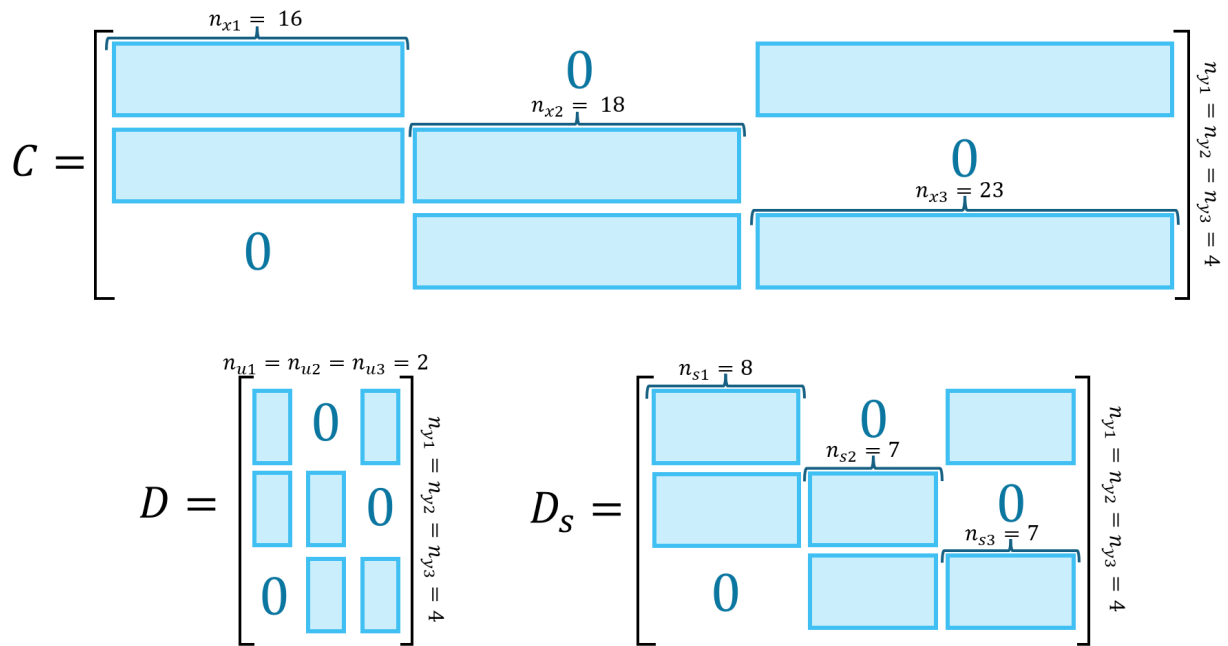 n_{x1} = 16
0
n_{x2} = 18
C =
0
n_{x3} = 23
0
n_{y1} = n_{y2} = n_{y3} = 4
n_{u1} = n_{u2} = n_{u3} = 2
0
D =
0
0
n_{y1} = n_{y2} = n_{y3} = 4
n_{s1} = 8
0
n_{s2} = 7
D_s =
0
n_{s3} = 7
0
n_{y1} = n_{y2} = n_{y3} = 4